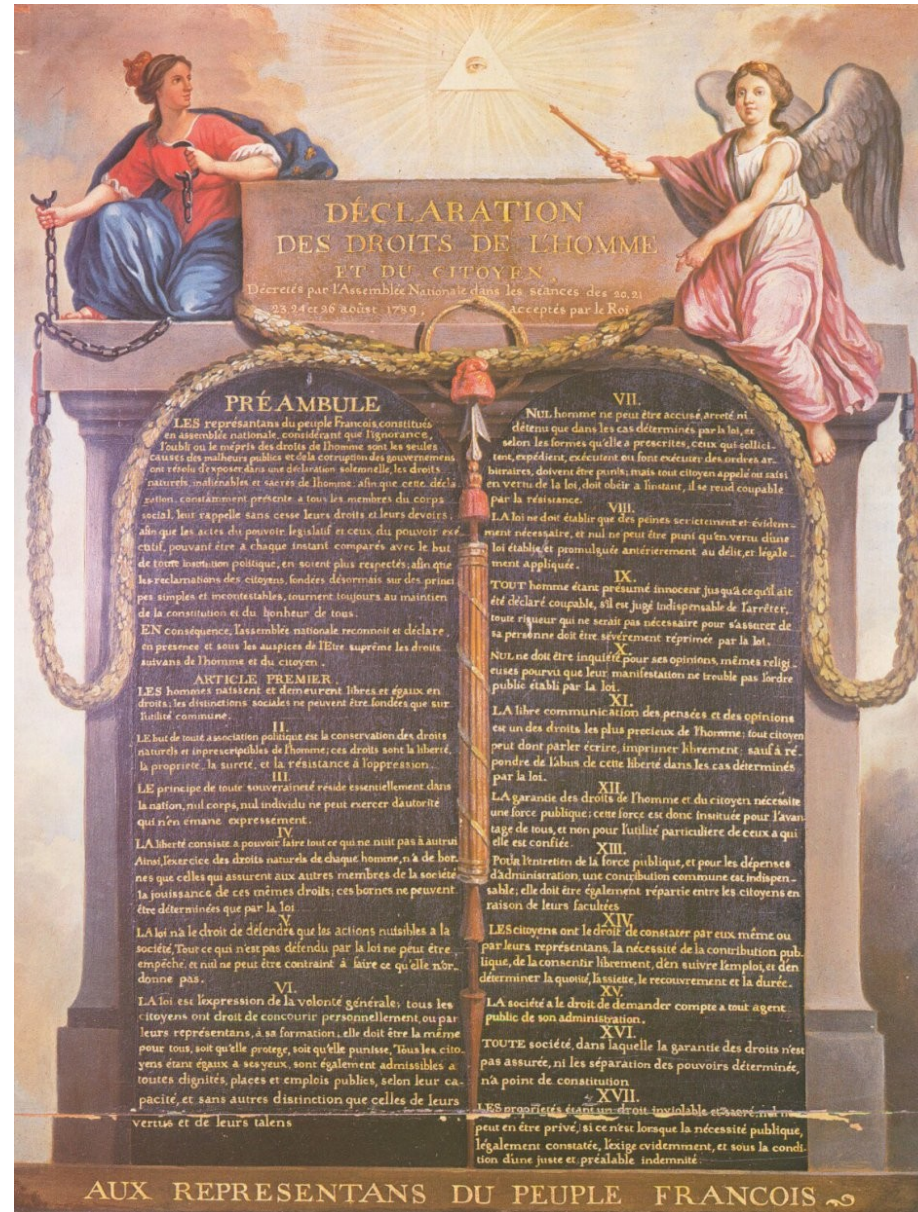 DÉCLARATION
DES DROITS DE L'HOMME
ET DU CITOYEN,
Décretés par l'Assemblée Nationale dans les séances des 20, 21
23, 24 et 26 août 1789, acceptés par le Roi
PRÉAMBULE
LES représentans du peuple Francois, constitués
en assemblée nationale, considérant que l'ignorance,
l'oubli ou le mépris des droits de l'homme sont les seules
causes des malheurs publics et de la corruption des gouvernemens
ont résolu d'exposer, dans une déclaration solemnelle, les droits
naturels, inaliénables et sacrés de l'homme; afin que cette décla-
ration, constamment présente a tous les membres du corps
social, leur rappelle sans cesse leurs droits et leurs devoirs;
afin que les actes du pouvoir législatif et ceux du pouvoir exé-
cutif, pouvant être à chaque instant comparés avec le but
de toute institution politique, en soient plus respectés; afin que
les reclamations des citoyens, fondées désormais sur des princi-
pes simples et incontestables, tournent toujours au maintien
de la constitution et du bonheur de tous.
EN conséquence, l'assemblée nationale reconnoit et déclare,
en presence et sous les auspices de l'Etre suprême les droits
suivans de l'homme et du citoyen.
ARTICLE PREMIER.
LES hommes naissent et demeurent libres et égaux en
droits; les distinctions sociales ne peuvent être fondées que sur
l'utilité commune.
II.
LE but de toute association politique est la conservation des droits
naturels et inprescriptibles de l'homme; ces droits sont la liberté,
la propriété, la sureté, et la résistance à l'oppression.
III.
LE principe de toute souveraineté réside essentiellement dans
la nation, nul corps, nul individu ne peut exercer d'autorité
qui n'en émane expressement.
IV.
LA liberté consiste a pouvoir faire tout ce qui ne nuit pas à autrui
Ainsi, l'exercice des droits naturels de chaque homme, n'a de bor-
nes que celles qui assurent aux autres membres de la société
la jouissance de ces mêmes droits; ces bornes ne peuvent
être déterminées que par la loi
V.
LA loi n'a le droit de défendre que les actions nuisibles a la
société, Tout ce qui n'est pas défendu par la loi ne peut être
empêché, et nul ne peut être contraint à faire ce qu'elle n'or-
donne pas.
VI.
LA loi est l'expression de la volonté générale; tous les
citoyens ont droit de concourir personnellement, ou par
leurs représentans, à sa formation; elle doit être la même
pour tous, soit qu'elle protege, soit qu'elle punisse, Tous les cito-
yens étant égaux à ses yeux, sont également admissibles a
toutes dignités, places et emplois publics, selon leur ca-
pacité, et sans autres distinction que celles de leurs
vertus et de leurs talens
VII.
NUL homme ne peut être accusé, arreté ni
détenu que dans les cas déterminés par la loi, et
selon les formes qu'elle a prescrites, ceux qui sollici-
tent, expédient, exécutent ou font exécuter des ordres ar-
bitraires, doivent être punis; mais tout citoyen appelé ou saisi
en vertu de la loi, doit obéir a l'instant, il se rend coupable
par la résistance.
VIII.
LA loi ne doit établir que des peines strictement et évidem-
ment nécessaire, et nul ne peut être puni qu'en vertu d'une
loi établie et promulguée antérierement au délit, et légale-
ment appliquée.
IX.
TOUT homme étant présumé innocent jusqu'à ce qu'il ait
été déclaré coupable, s'il est jugé indispensable de l'arrêter,
toute rigueur qui ne serait pas nécessaire pour s'assurer de
sa personne doit être sévérement réprimée par la loi.
X.
NUL ne doit être inquiété pour ses opinions, mêmes religi-
euses pourvu que leur manifestation ne trouble pas l'ordre
public établi par la loi.
XI.
LA libre communication des pensées et des opinions
est un des droits les plus precieux de l'homme; tout citoyen
peut dont parler écrire, imprimer librement; sauf à ré-
pondre de l'abus de cette liberté dans les cas déterminés
par la loi.
XII.
LA garantie des droits de l'homme et du citoyen nécessite
une force publique; cette force est donc instituée pour l'avan-
tage de tous, et non pour l'utilité particuliere de ceux a qui
elle est confiée.
XIII.
Pour l'entretien de la force publique, et pour les dépenses
d'administration, une contribution commune est indispen-
sable; elle doit être également répartie entre les citoyens en
raison de leurs facultées
XIV.
LES citoyens ont le droit de constater par eux même ou
par leurs représentans, la nécessité de la contribution pub-
lique, de la consentir librement, d'en suivre l'emploi, et d'en
déterminer la quotité, l'assiette, le recouvrement et la durée.
XV.
LA société a le droit de demander compte a tout agent
public de son administration.
XVI.
TOUTE société, dans laquelle la garantie des droits n'est
pas assurée, ni les séparation des pouvoirs déterminée,
n'a point de constitution
XVII.
LES propriétés étant un droit inviolable et sacré, nul ne
peut en être privé, si ce n'est lorsque la nécessité publique,
légalement constatée, l'exige evidemment, et sous la condi-
tion d'une juste et préalable indemnité.
AUX REPRESENTANS DU PEUPLE FRANCOIS